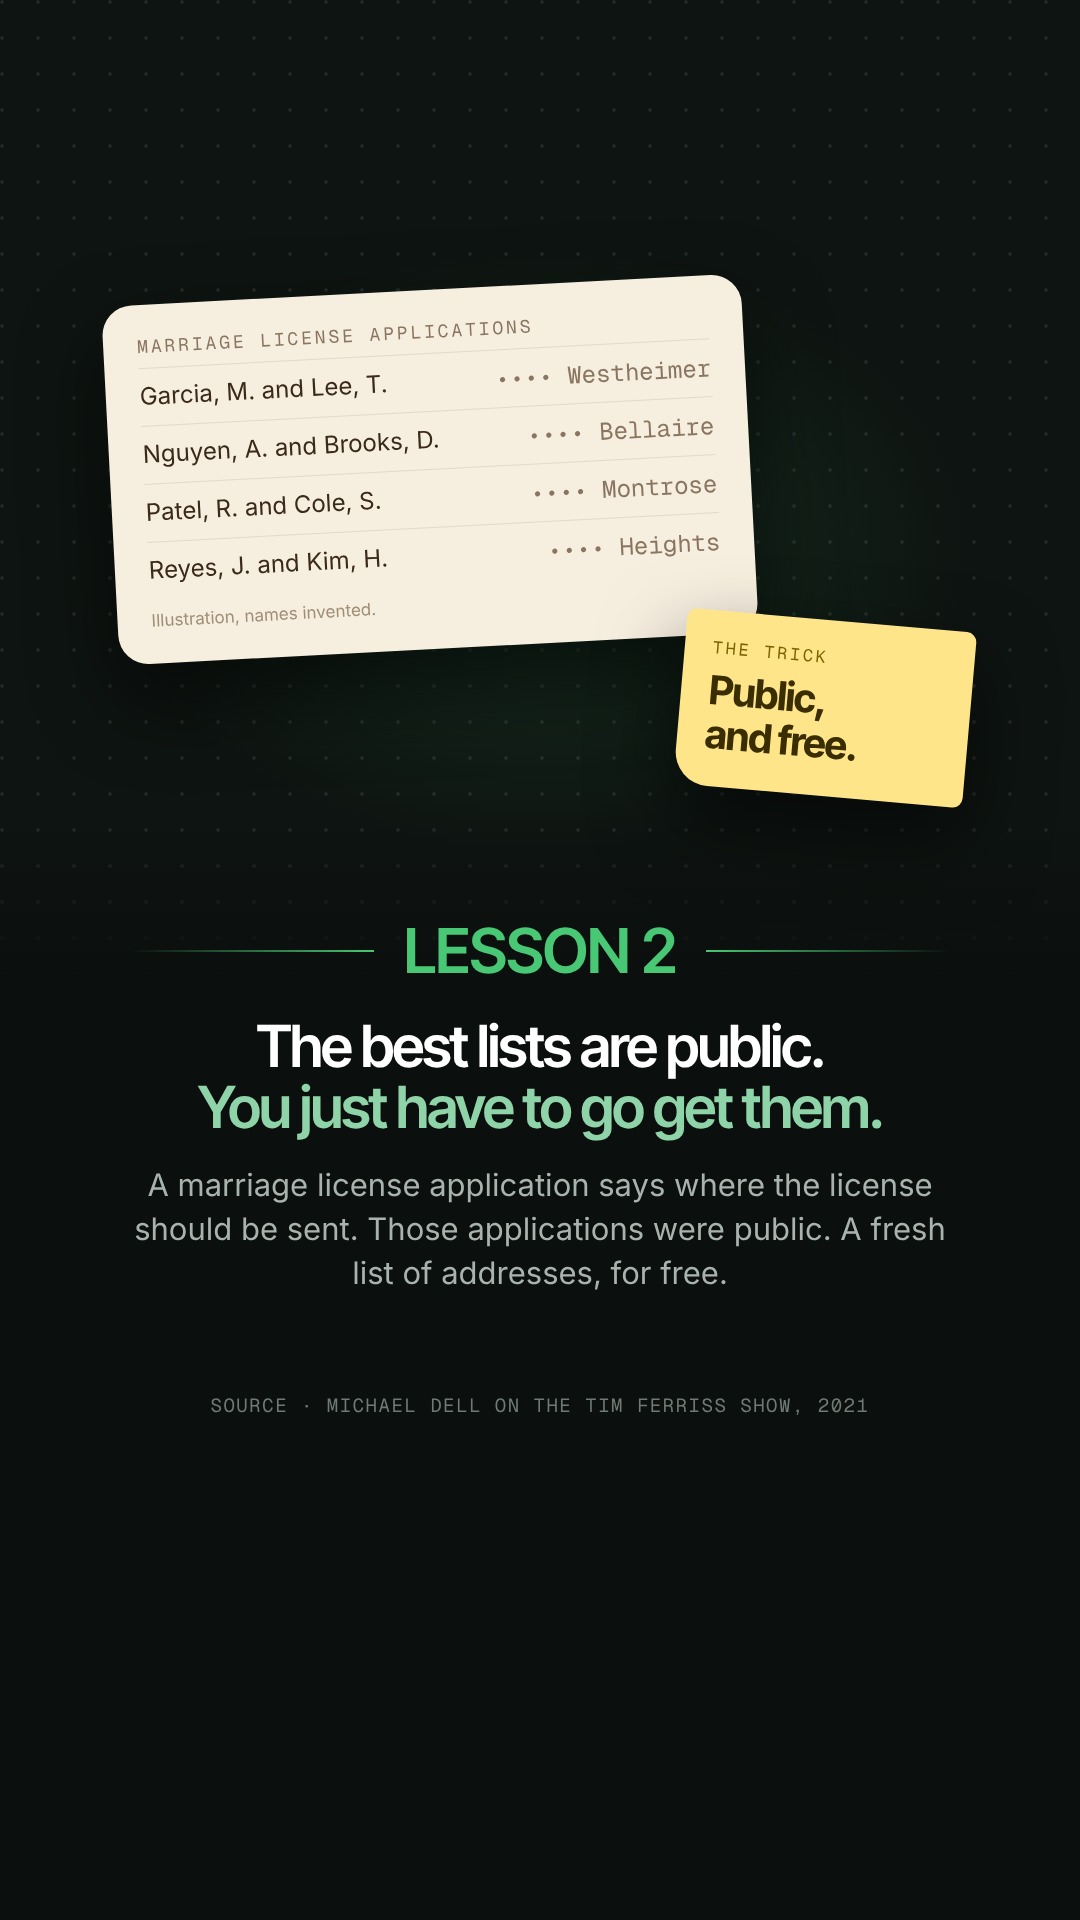 MARRIAGE LICENSE APPLICATIONS
Garcia, M. and Lee, T. •••• Westheimer
Nguyen, A. and Brooks, D. •••• Bellaire
Patel, R. and Cole, S. •••• Montrose
Reyes, J. and Kim, H. •••• Heights
Illustration, names invented.
THE TRICK
Public,
and free.
LESSON 2
The best lists are public.
You just have to go get them.
A marriage license application says where the license
should be sent. Those applications were public. A fresh
list of addresses, for free.
SOURCE · MICHAEL DELL ON THE TIM FERRISS SHOW, 2021